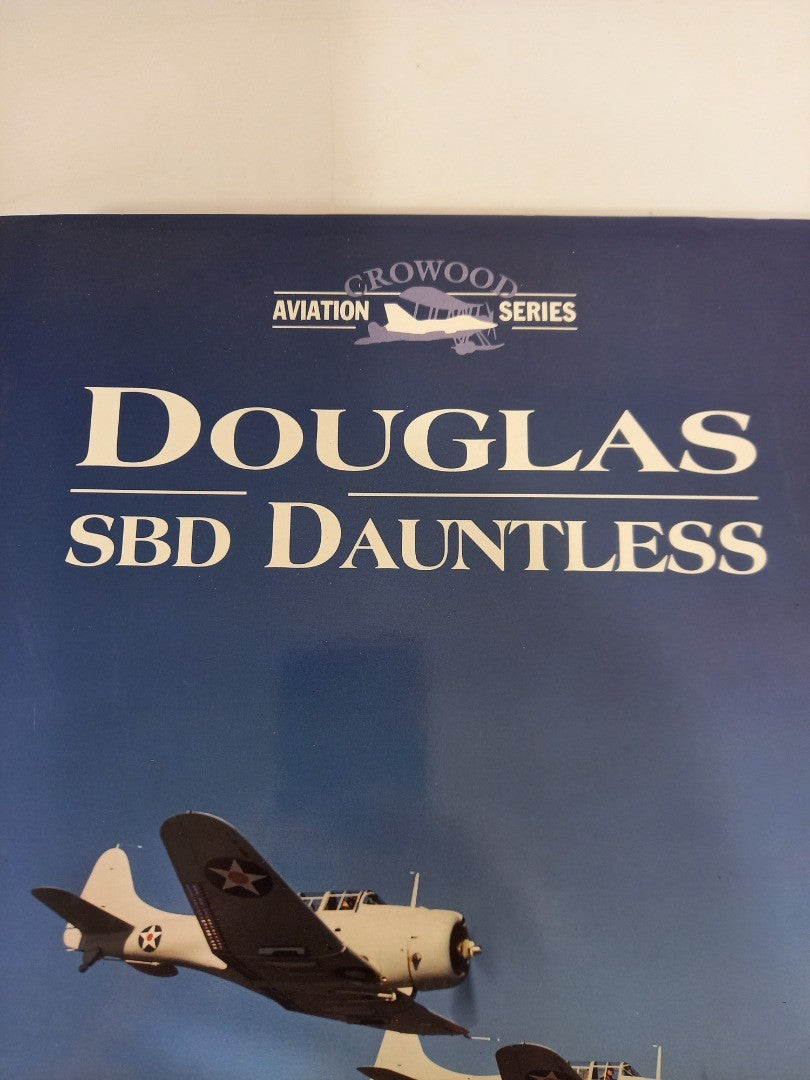 CROWOOD
AVIATION SERIES
DOUGLAS
SBD DAUNTLESS